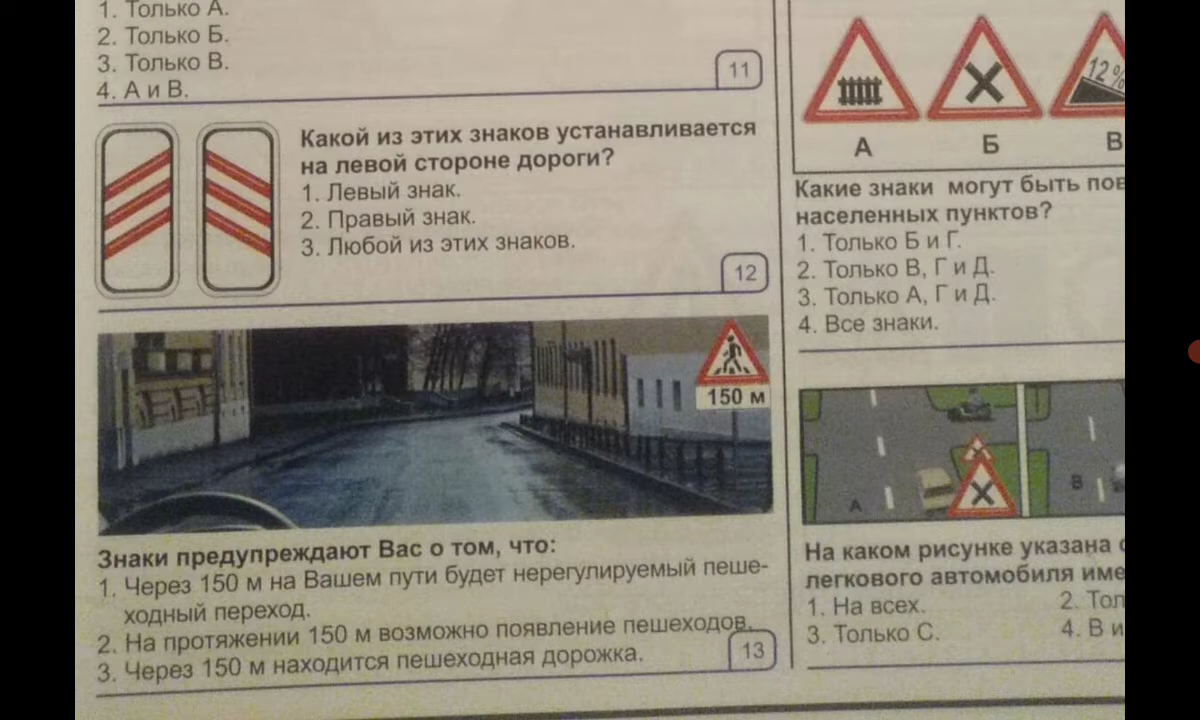 1. Только А.
2. Только Б.
3. Только В.
4. А и В.
11
Какой из этих знаков устанавливается
на левой стороне дороги?
1. Левый знак.
2. Правый знак.
3. Любой из этих знаков.
12
150 м
Знаки предупреждают Вас о том, что:
1. Через 150 м на Вашем пути будет нерегулируемый пеше-
ходный переход.
2. На протяжении 150 м возможно появление пешеходов.
3. Через 150 м находится пешеходная дорожка.
13
12%
А Б В
Какие знаки могут быть пов
населенных пунктов?
1. Только Б и Г.
2. Только В, Г и Д.
3. Только А, Г и Д.
4. Все знаки.
А В
На каком рисунке указана
легкового автомобиля име
1. На всех. 2. Тол
3. Только С. 4. В и